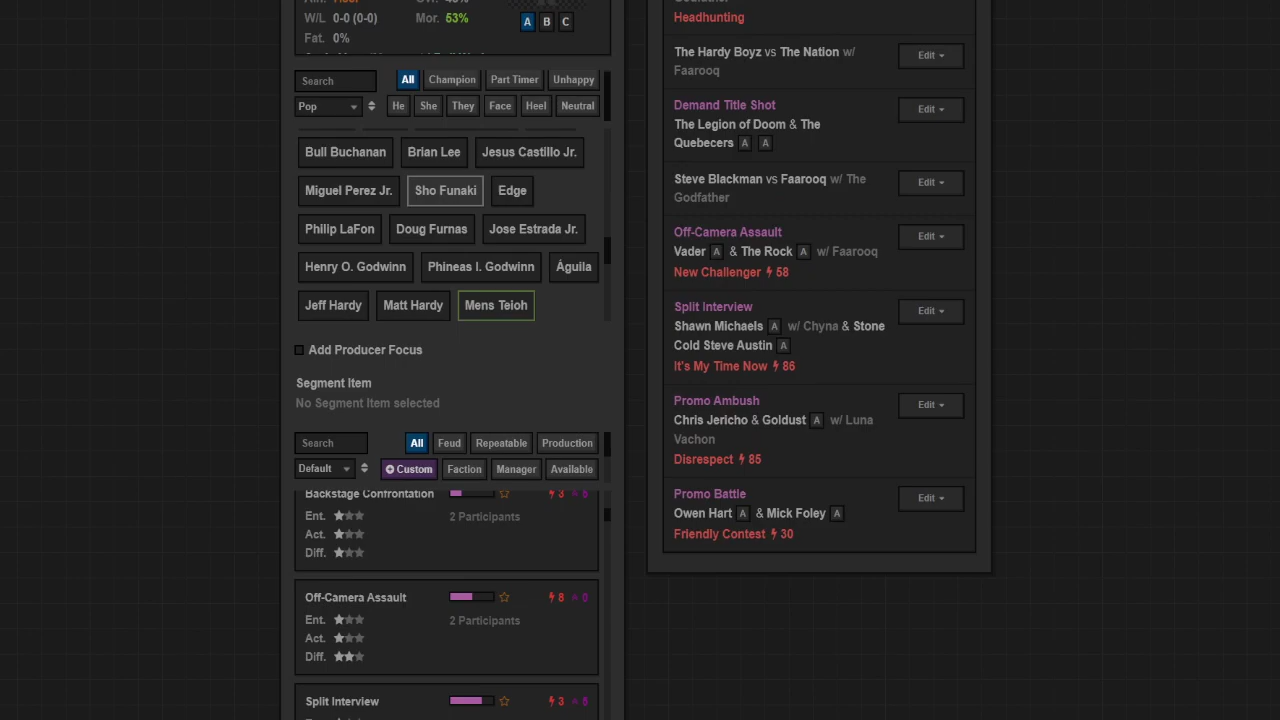 W/L 0-0 (0-0)
Mor. 53%
Fat. 0%
A B C
Search
All Champion Part Timer Unhappy
Pop
He She They Face Heel Neutral
Bull Buchanan Brian Lee Jesus Castillo Jr.
Miguel Perez Jr. Sho Funaki Edge
Philip LaFon Doug Furnas Jose Estrada Jr.
Henry O. Godwinn Phineas I. Godwinn Águila
Jeff Hardy Matt Hardy Mens Teioh
Add Producer Focus
Segment Item
No Segment Item selected
Search
All Feud Repeatable Production
Default
Custom Faction Manager Available
Backstage Confrontation
Ent.
2 Participants
Act.
Diff.
Off-Camera Assault
8 0
Ent.
2 Participants
Act.
Diff.
Split Interview
3
Headhunting
The Hardy Boyz vs The Nation w/
Faarooq
Edit
Demand Title Shot
The Legion of Doom & The
Quebecers A A
Edit
Steve Blackman vs Faarooq w/ The
Godfather
Edit
Off-Camera Assault
Vader A & The Rock A w/ Faarooq
New Challenger 58
Edit
Split Interview
Shawn Michaels A w/ Chyna & Stone
Cold Steve Austin A
It's My Time Now 86
Edit
Promo Ambush
Chris Jericho & Goldust A w/ Luna
Vachon
Disrespect 85
Edit
Promo Battle
Owen Hart A & Mick Foley A
Friendly Contest 30
Edit